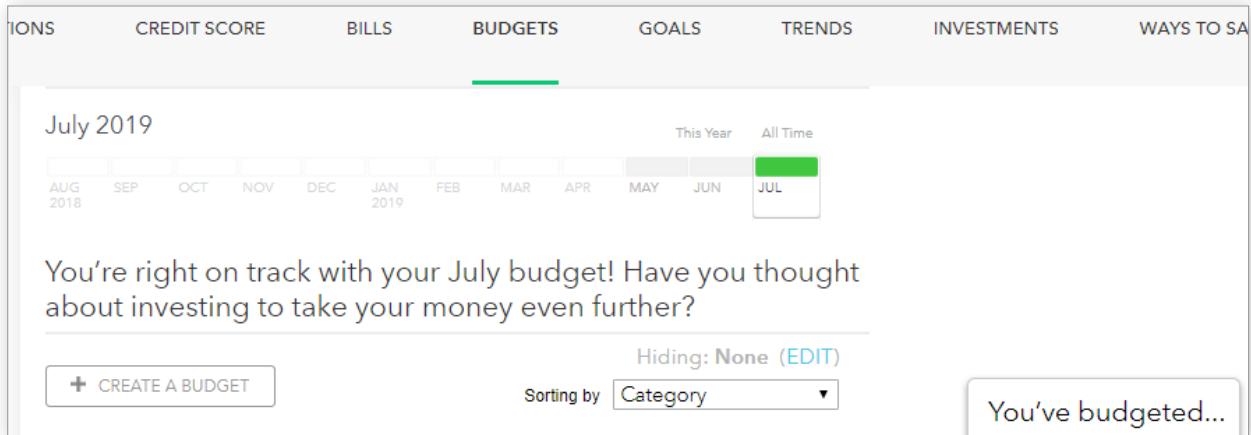 IONS CREDIT SCORE BILLS BUDGETS GOALS TRENDS INVESTMENTS WAYS TO SA
July 2019
This Year All Time
AUG SEP OCT NOV DEC JAN FEB MAR APR MAY JUN JUL
2018 2019
You're right on track with your July budget! Have you thought
about investing to take your money even further?
Hiding: None (EDIT)
+ CREATE A BUDGET
Sorting by Category
You've budgeted...